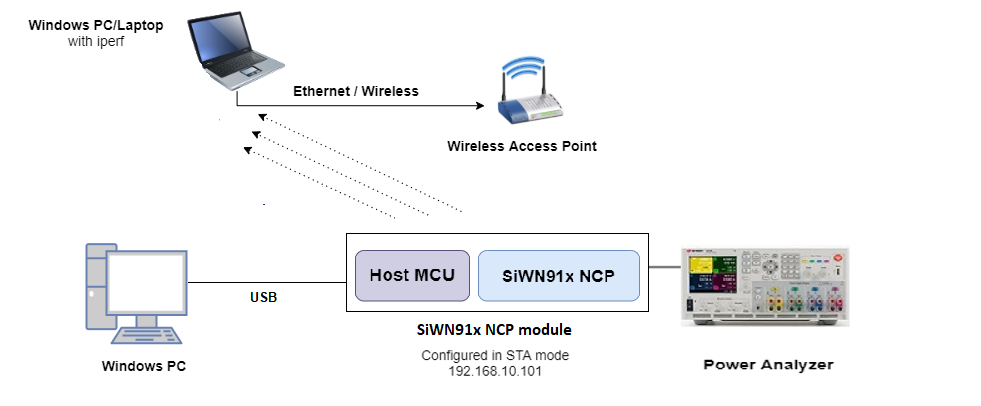 Windows PC/Laptop
with iperf
Ethernet / Wireless
Wireless Access Point
Host MCU
SiWN91x NCP
USB
SiWN91x NCP module
Configured in STA mode
192.168.10.101
Windows PC
Power Analyzer